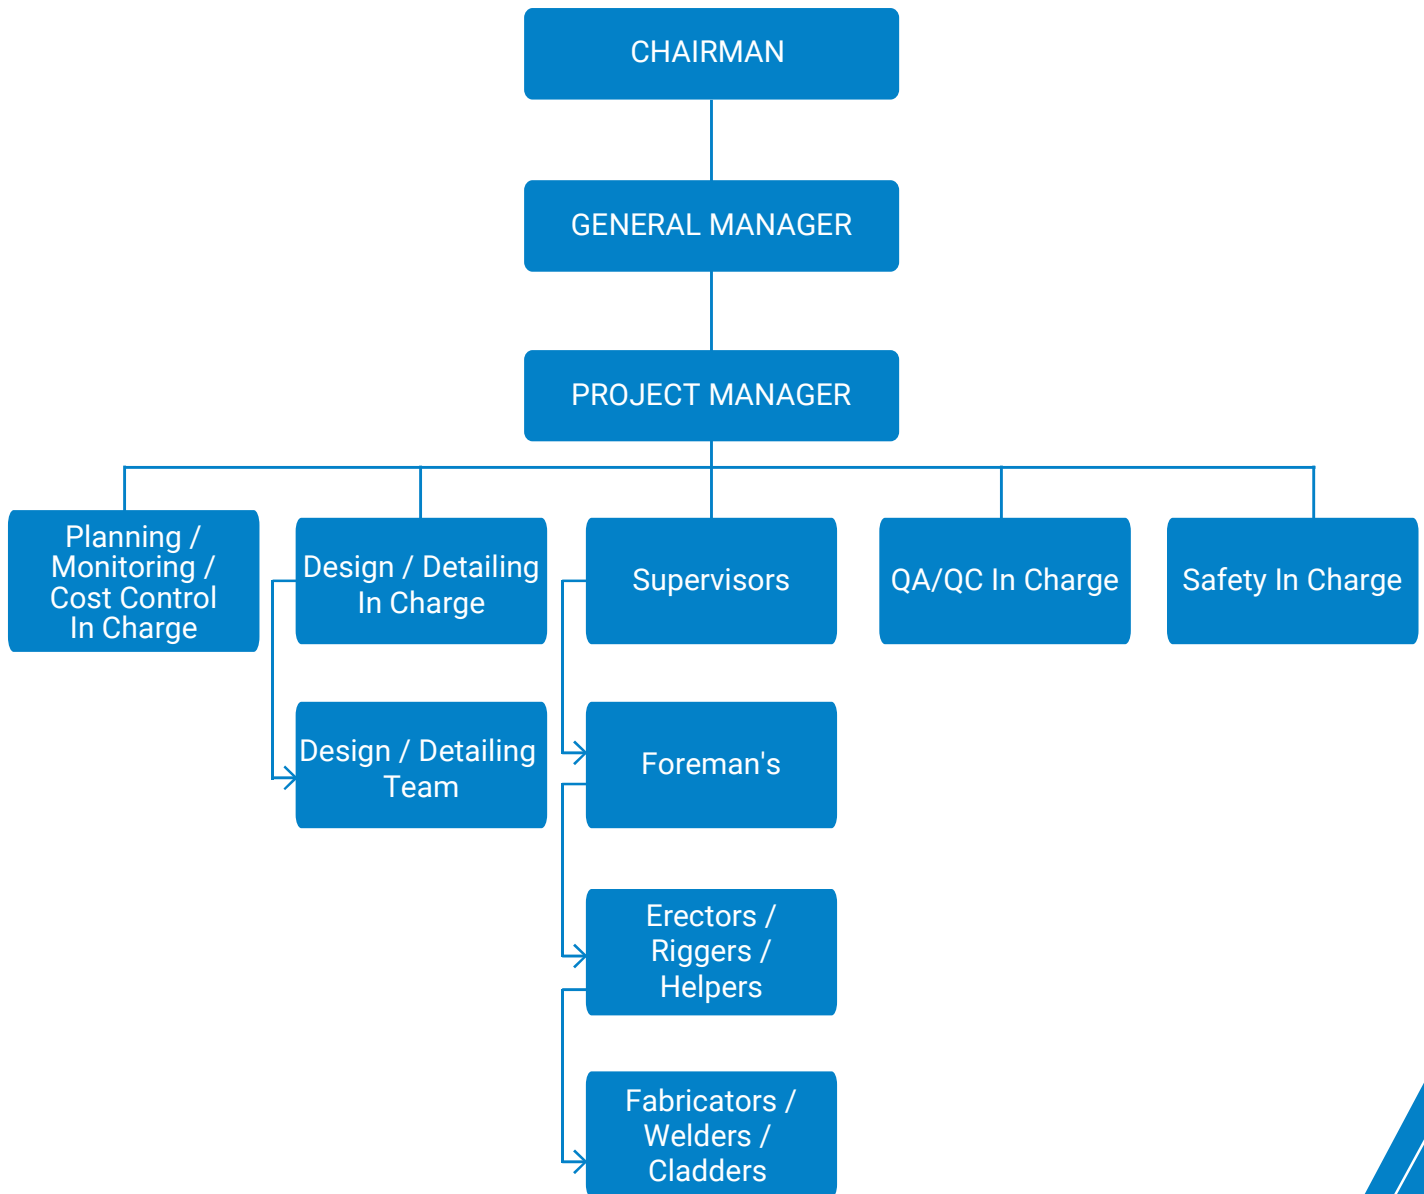 CHAIRMAN
GENERAL MANAGER
PROJECT MANAGER
Planning /
Monitoring /
Cost Control
In Charge
Design / Detailing
In Charge
Supervisors
QA/QC In Charge
Safety In Charge
Design / Detailing
Team
Foreman's
Erectors /
Riggers /
Helpers
Fabricators /
Welders /
Cladders